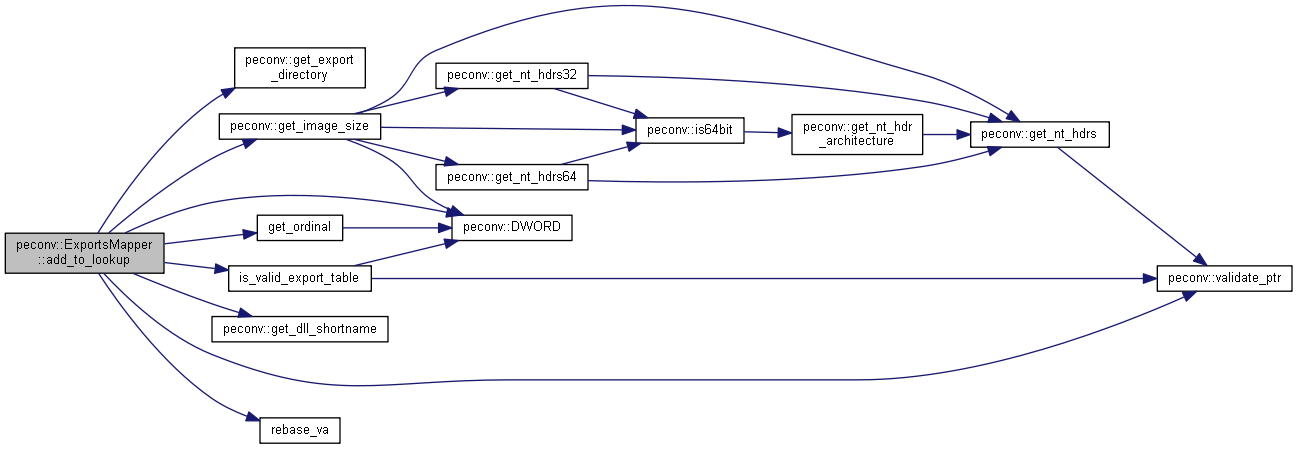 peconv::get_export
_directory
peconv::get_nt_hdrs32
peconv::get_image_size
peconv::is64bit
peconv::get_nt_hdr
_architecture
peconv::get_nt_hdrs
peconv::get_nt_hdrs64
get_ordinal
peconv::DWORD
peconv::ExportsMapper
::add_to_lookup
is_valid_export_table
peconv::validate_ptr
peconv::get_dll_shortname
rebase_va